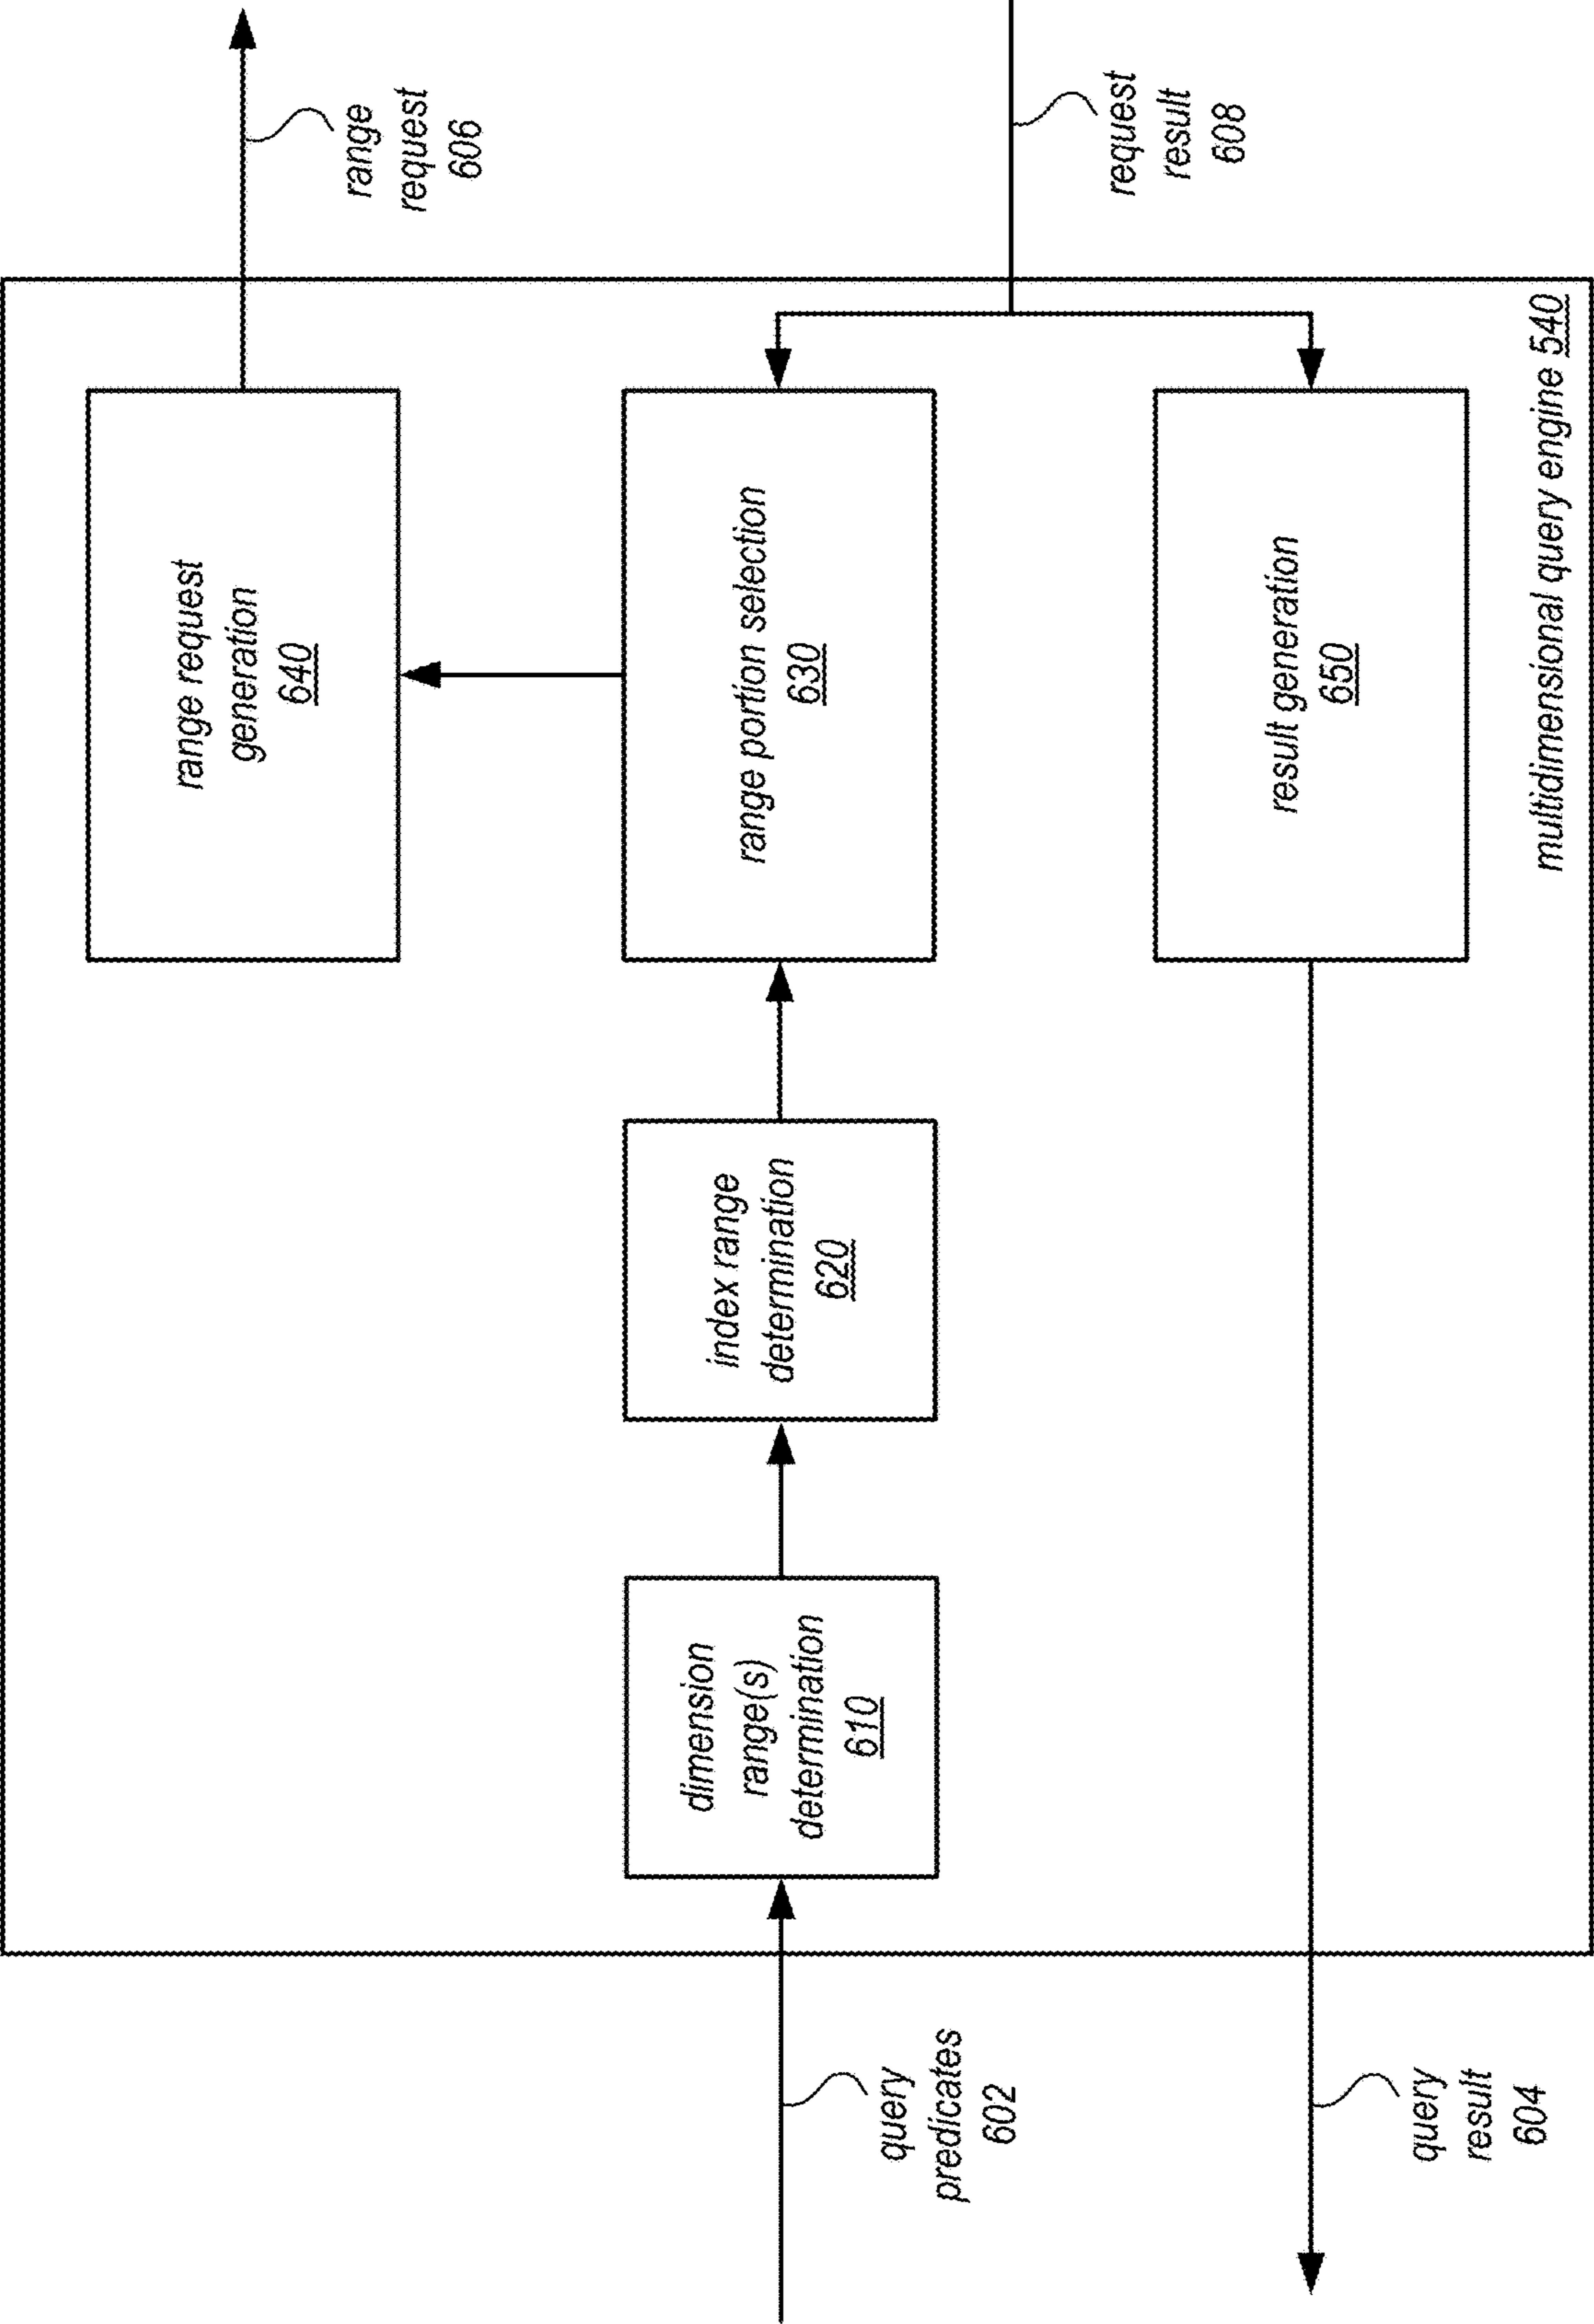 range request
generation
640
range
request
606
query
predicates
602
dimension
range(s)
determination
610
index range
determination
620
range portion selection
630
request
result
608
query
result
604
result generation
650
multidimensional query engine 540